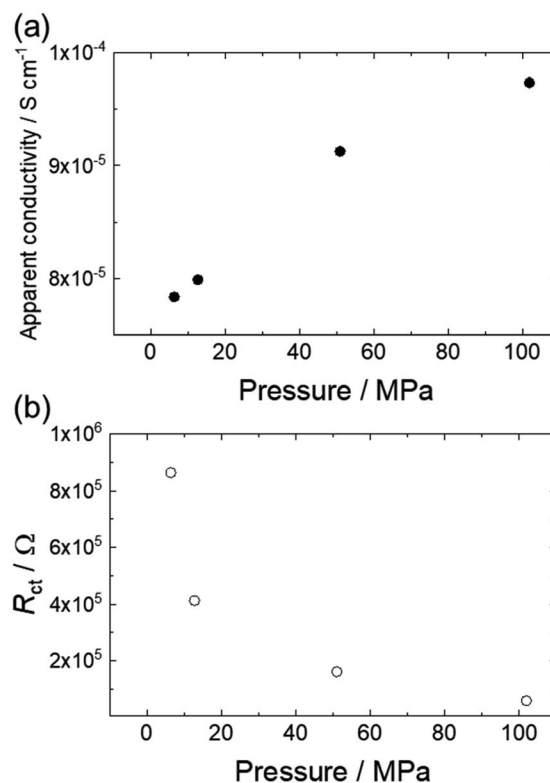 (a)
Apparent conductivity / S cm⁻¹
1x10⁻⁴
9x10⁻⁵
8x10⁻⁵
0 20 40 60 80 100
Pressure / MPa
(b)
R_ct / Ω
1x10⁶
8x10⁵
6x10⁵
4x10⁵
2x10⁵
0 20 40 60 80 100
Pressure / MPa